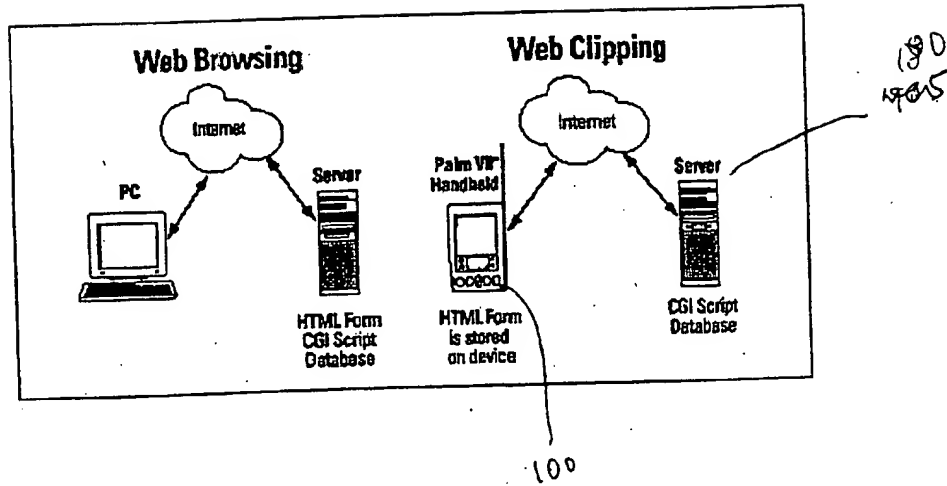 Web Browsing
Internet
PC
Server
HTML Form
CGI Script
Database
Web Clipping
Internet
Palm VII™
Handheld
Server
HTML Form
is stored
on device
CGI Script
Database
180
100